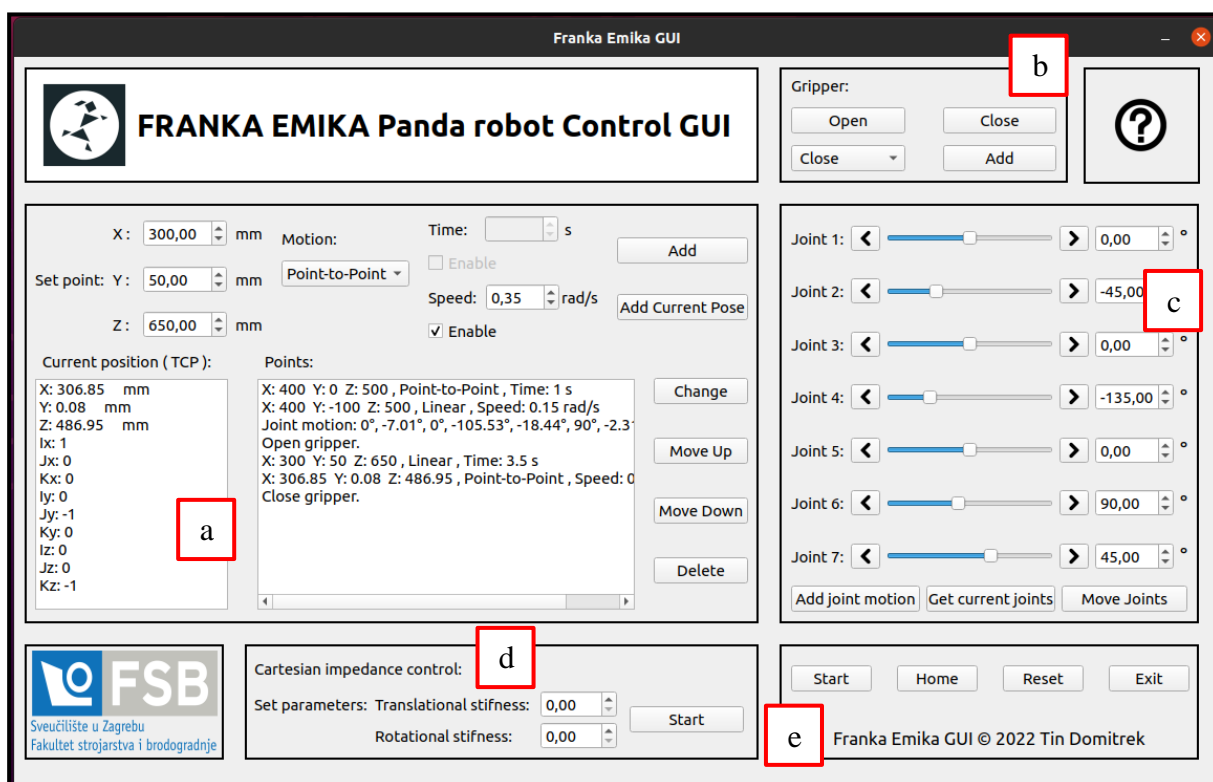 Franka Emika GUI
FRANKA EMIKA Panda robot Control GUI
b
Gripper:
Open
Close
Close
Add
?
X:
300,00
mm
Set point:
Y:
50,00
mm
Z:
650,00
mm
Motion:
Point-to-Point
Time:
s
Enable
Speed:
0,35
rad/s
Enable
Add
Add Current Pose
Current position ( TCP ):
X: 306.85 mm
Y: 0.08 mm
Z: 486.95 mm
Ix: 1
Jx: 0
Kx: 0
Iy: 0
Jy: -1
Ky: 0
Iz: 0
Jz: 0
Kz: -1
a
Points:
X: 400 Y: 0 Z: 500 , Point-to-Point , Time: 1 s
X: 400 Y: -100 Z: 500 , Linear , Speed: 0.15 rad/s
Joint motion: 0°, -7.01°, 0°, -105.53°, -18.44°, 90°, -2.31
Open gripper.
X: 300 Y: 50 Z: 650 , Linear , Time: 3.5 s
X: 306.85 Y: 0.08 Z: 486.95 , Point-to-Point , Speed: 0
Close gripper.
Change
Move Up
Move Down
Delete
Joint 1:
0,00
°
Joint 2:
-45,00
c
Joint 3:
0,00
°
Joint 4:
-135,00
°
Joint 5:
0,00
°
Joint 6:
90,00
°
Joint 7:
45,00
°
Add joint motion
Get current joints
Move Joints
FSB
Sveučilište u Zagrebu
Fakultet strojarstva i brodogradnje
d
Cartesian impedance control:
Set parameters: Translational stifness:
0,00
Rotational stifness:
0,00
Start
Start
Home
Reset
Exit
e
Franka Emika GUI © 2022 Tin Domitrek